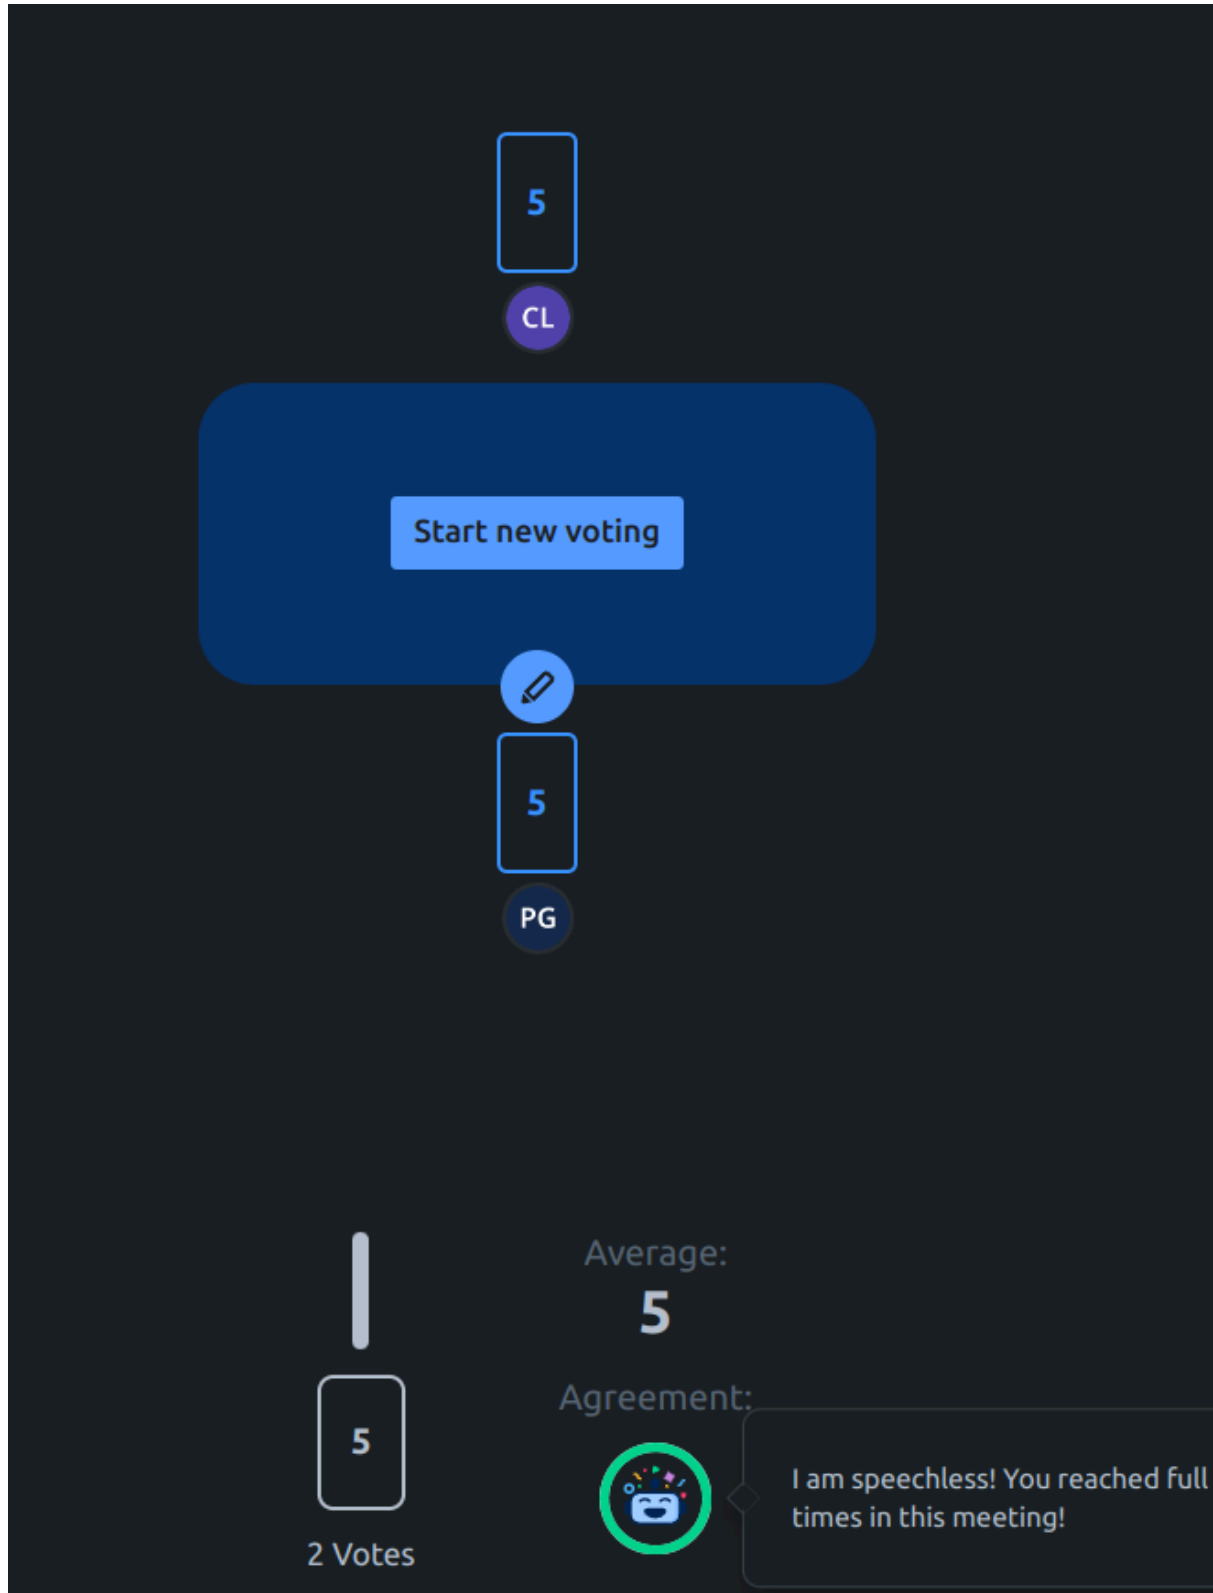 5
CL
Start new voting
5
PG
Average:
5
Agreement:
5
I am speechless! You reached full
times in this meeting!
2 Votes